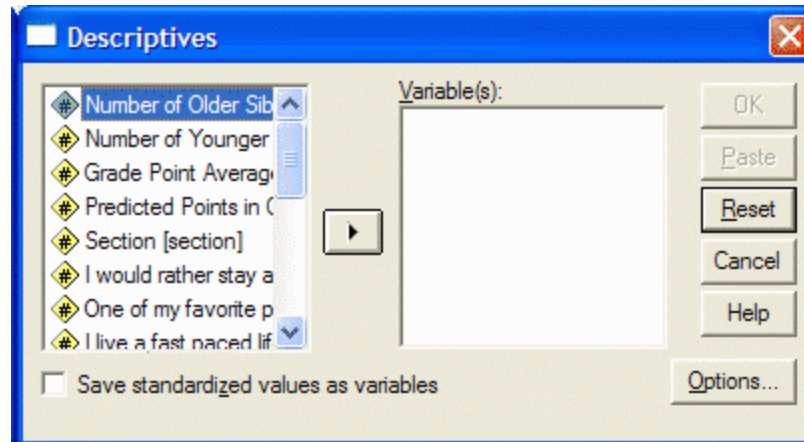 Descriptives
Number of Older Sib
Number of Younger
Grade Point Averag
Predicted Points in
Section [section]
I would rather stay a
One of my favorite p
I live a fast paced lif
Variable(s):
OK
Paste
Reset
Cancel
Help
Save standardized values as variables
Options...